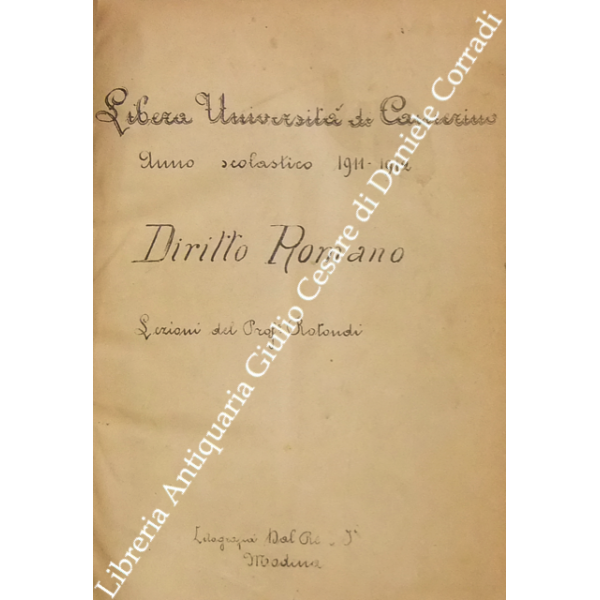 Libera Università di Camerino
Anno scolastico 1911-1912
Diritto Romano
Lezioni del Prof. Rotondi
Dal Re
Modena
Libreria Antiquaria Giulio Cesare di Daniele Corradi